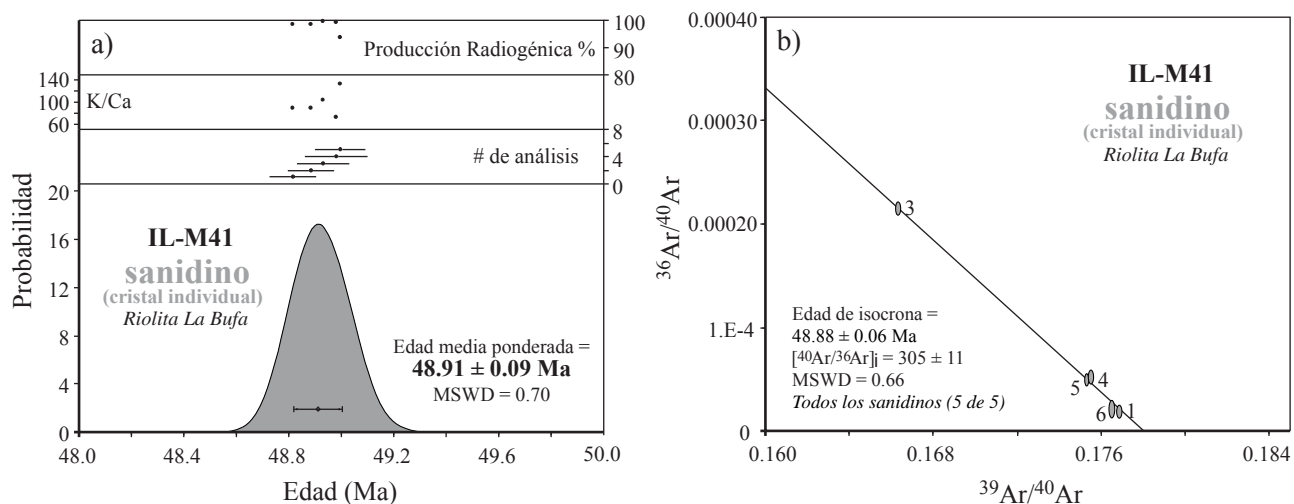 a)
Producción Radiogénica %
100
90
80
K/Ca
140
100
60
# de análisis
8
4
0
Probabilidad
20
16
12
8
4
0
IL-M41
sanidino
(cristal individual)
Riolita La Bufa
Edad media ponderada =
48.91 ± 0.09 Ma
MSWD = 0.70
48.0 48.4 48.8 49.2 49.6 50.0
Edad (Ma)
b)
0.00040
0.00030
0.00020
1.E-4
0
36Ar/40Ar
IL-M41
sanidino
(cristal individual)
Riolita La Bufa
3
5
4
6
1
Edad de isocrona =
48.88 ± 0.06 Ma
[40Ar/36Ar]i = 305 ± 11
MSWD = 0.66
Todos los sanidinos (5 de 5)
0.160 0.168 0.176 0.184
39Ar/40Ar